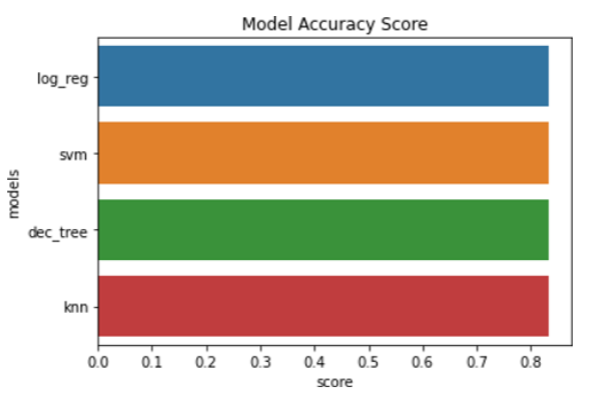 Model Accuracy Score
log_reg
svm
dec_tree
knn
models
0.0 0.1 0.2 0.3 0.4 0.5 0.6 0.7 0.8
score